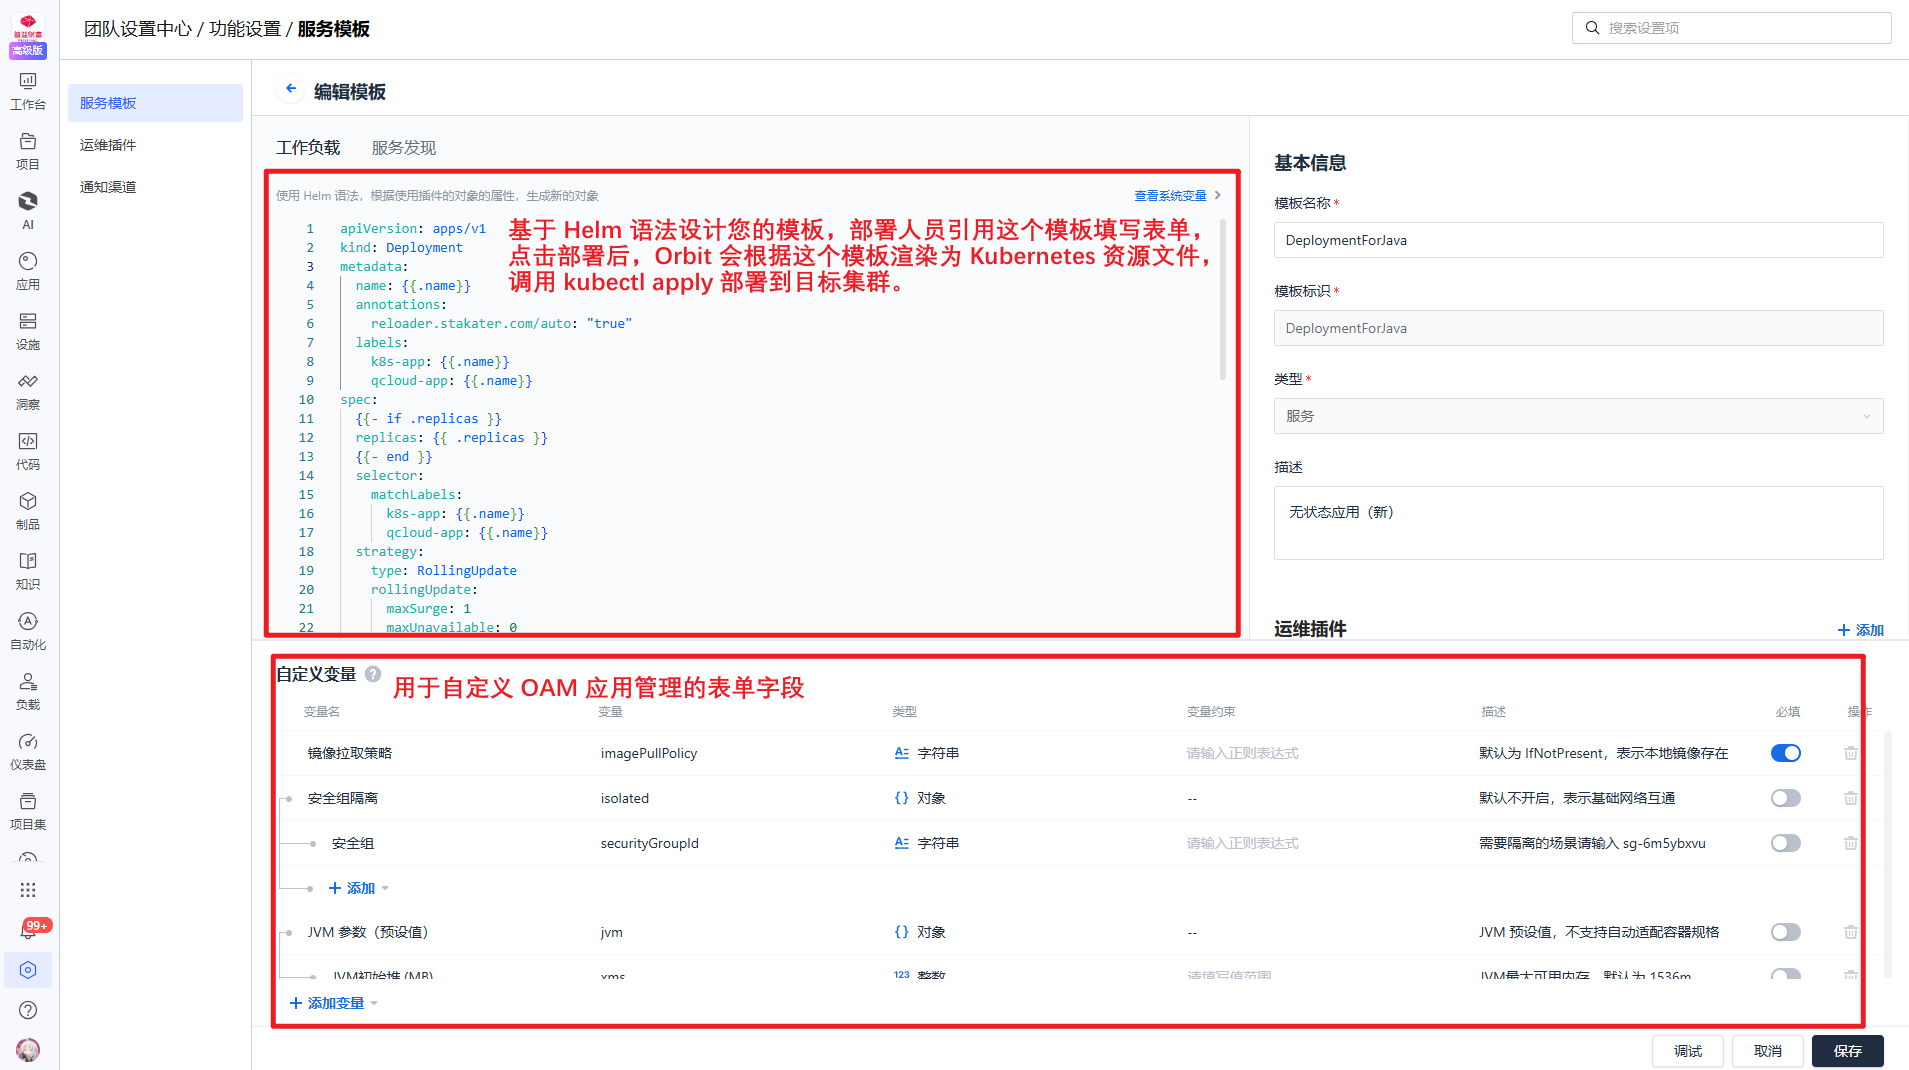 团队设置中心 / 功能设置 / 服务模板
搜索设置项
高级版
工作台
项目
AI
应用
设施
洞察
代码
制品
知识
自动化
负载
仪表盘
项目集
99+
服务模板
运维插件
通知渠道
编辑模板
工作负载 服务发现
使用 Helm 语法，根据使用插件的对象的属性，生成新的对象
查看系统变量
基于 Helm 语法设计您的模板，部署人员引用这个模板填写表单，
点击部署后，Orbit 会根据这个模板渲染为 Kubernetes 资源文件，
调用 kubectl apply 部署到目标集群。
1 apiVersion: apps/v1
2 kind: Deployment
3 metadata:
4 name: {{.name}}
5 annotations:
6 reloader.stakater.com/auto: "true"
7 labels:
8 k8s-app: {{.name}}
9 qcloud-app: {{.name}}
10 spec:
11 {{- if .replicas }}
12 replicas: {{ .replicas }}
13 {{- end }}
14 selector:
15 matchLabels:
16 k8s-app: {{.name}}
17 qcloud-app: {{.name}}
18 strategy:
19 type: RollingUpdate
20 rollingUpdate:
21 maxSurge: 1
22 maxUnavailable: 0
基本信息
模板名称 *
DeploymentForJava
模板标识 *
DeploymentForJava
类型 *
服务
描述
无状态应用（新）
运维插件
添加
自定义变量
用于自定义 OAM 应用管理的表单字段
变量名 变量 类型 变量约束 描述 必填 操作
镜像拉取策略 imagePullPolicy 字符串 请输入正则表达式 默认为 IfNotPresent，表示本地镜像存在
安全组隔离 isolated {} 对象 -- 默认不开启，表示基础网络互通
安全组 securityGroupId 字符串 请输入正则表达式 需要隔离的场景请输入 sg-6m5ybxvu
添加
JVM 参数（预设值） jvm {} 对象 -- JVM 预设值，不支持自动适配容器规格
JVM初始堆 (MB) xms 123 整数 请填写值范围 JVM最大可用内存，默认为 1536m
添加变量
调试 取消 保存